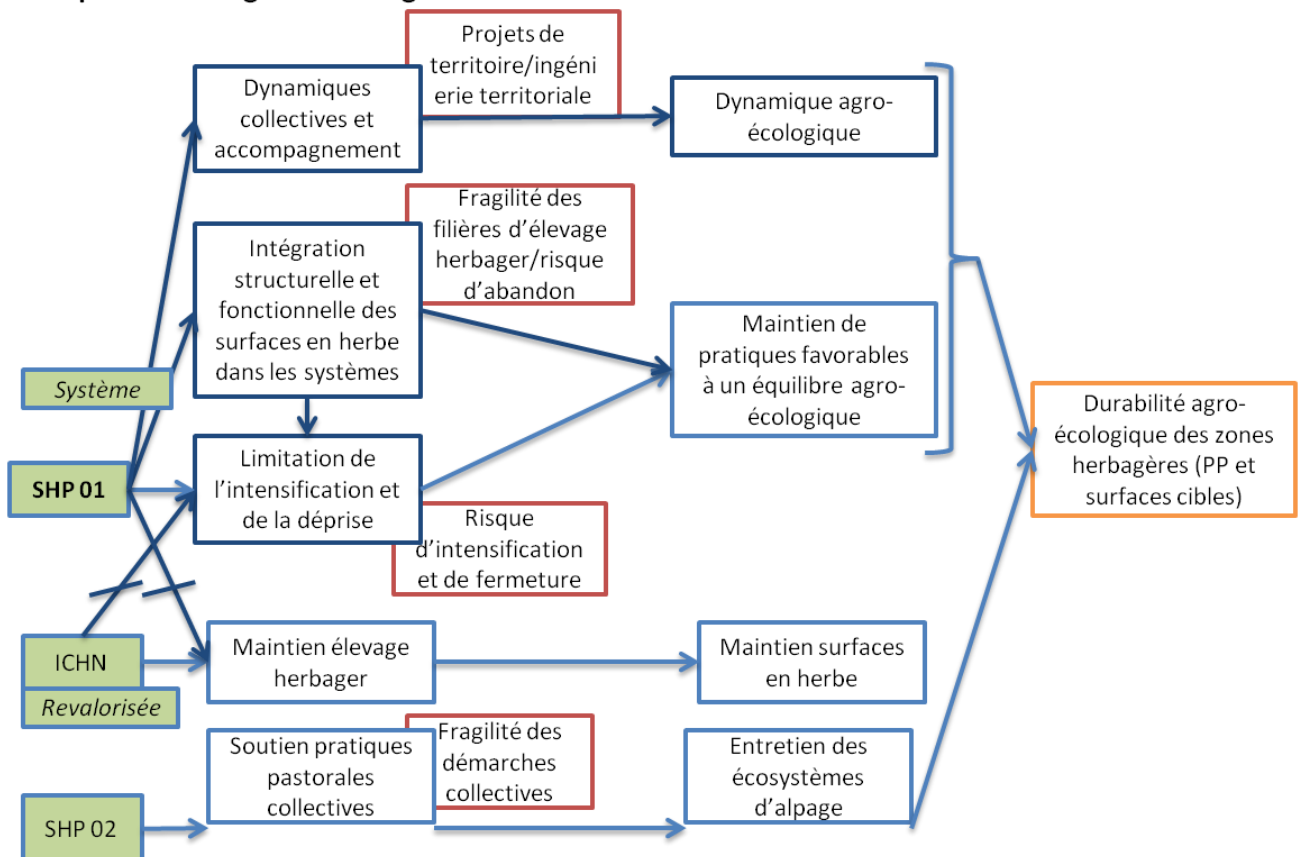 Projets de
territoire/ingéni
erie territoriale
Dynamiques
collectives et
accompagnement
Dynamique agro-
écologique
Fragilité des
filières d'élevage
herbager/risque
d'abandon
Intégration
structurelle et
fonctionnelle des
surfaces en herbe
dans les systèmes
Maintien de
pratiques favorables
à un équilibre agro-
écologique
Système
SHP 01
Limitation de
l'intensification et
de la déprise
Risque
d'intensification
et de fermeture
Durabilité agro-
écologique des zones
herbagères (PP et
surfaces cibles)
ICHN
Revalorisée
Maintien élevage
herbager
Maintien surfaces
en herbe
Soutien pratiques
pastorales
collectives
Fragilité des
démarches
collectives
Entretien des
écosystèmes
d'alpage
SHP 02